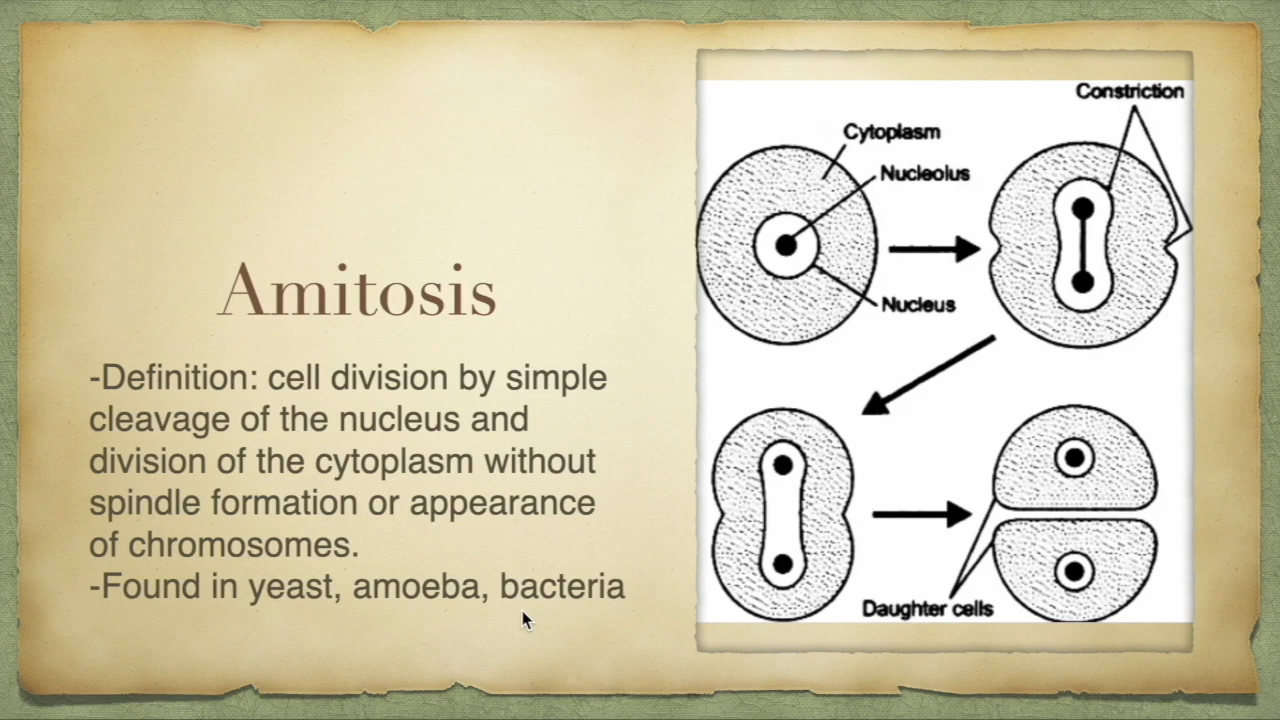 Amitosis
-Definition: cell division by simple
cleavage of the nucleus and
division of the cytoplasm without
spindle formation or appearance
of chromosomes.
-Found in yeast, amoeba, bacteria
Constriction
Cytoplasm
Nucleolus
Nucleus
Daughter cells